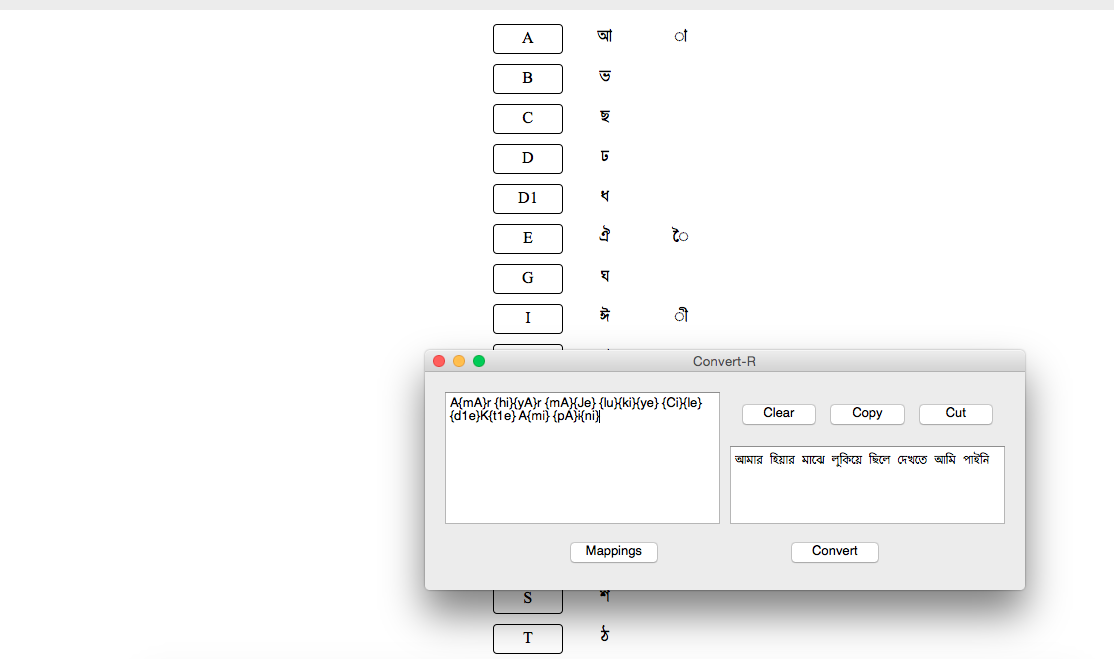 A আ া
B ভ
C ছ
D ঢ
D1 ধ
E ঐ ৈ
G ঘ
I ঈ ী
Convert-R
A{mA}r {hi}{yA}r {mA}{Je} {lu}{ki}{ye} {Ci}{le}
{d1e}K{t1e} A{mi} {pA}i{ni}
Clear Copy Cut
আমার হিয়ার মাঝে লুকিয়ে ছিলে দেখতে আমি পাইনি
Mappings Convert
S শ
T ঠ